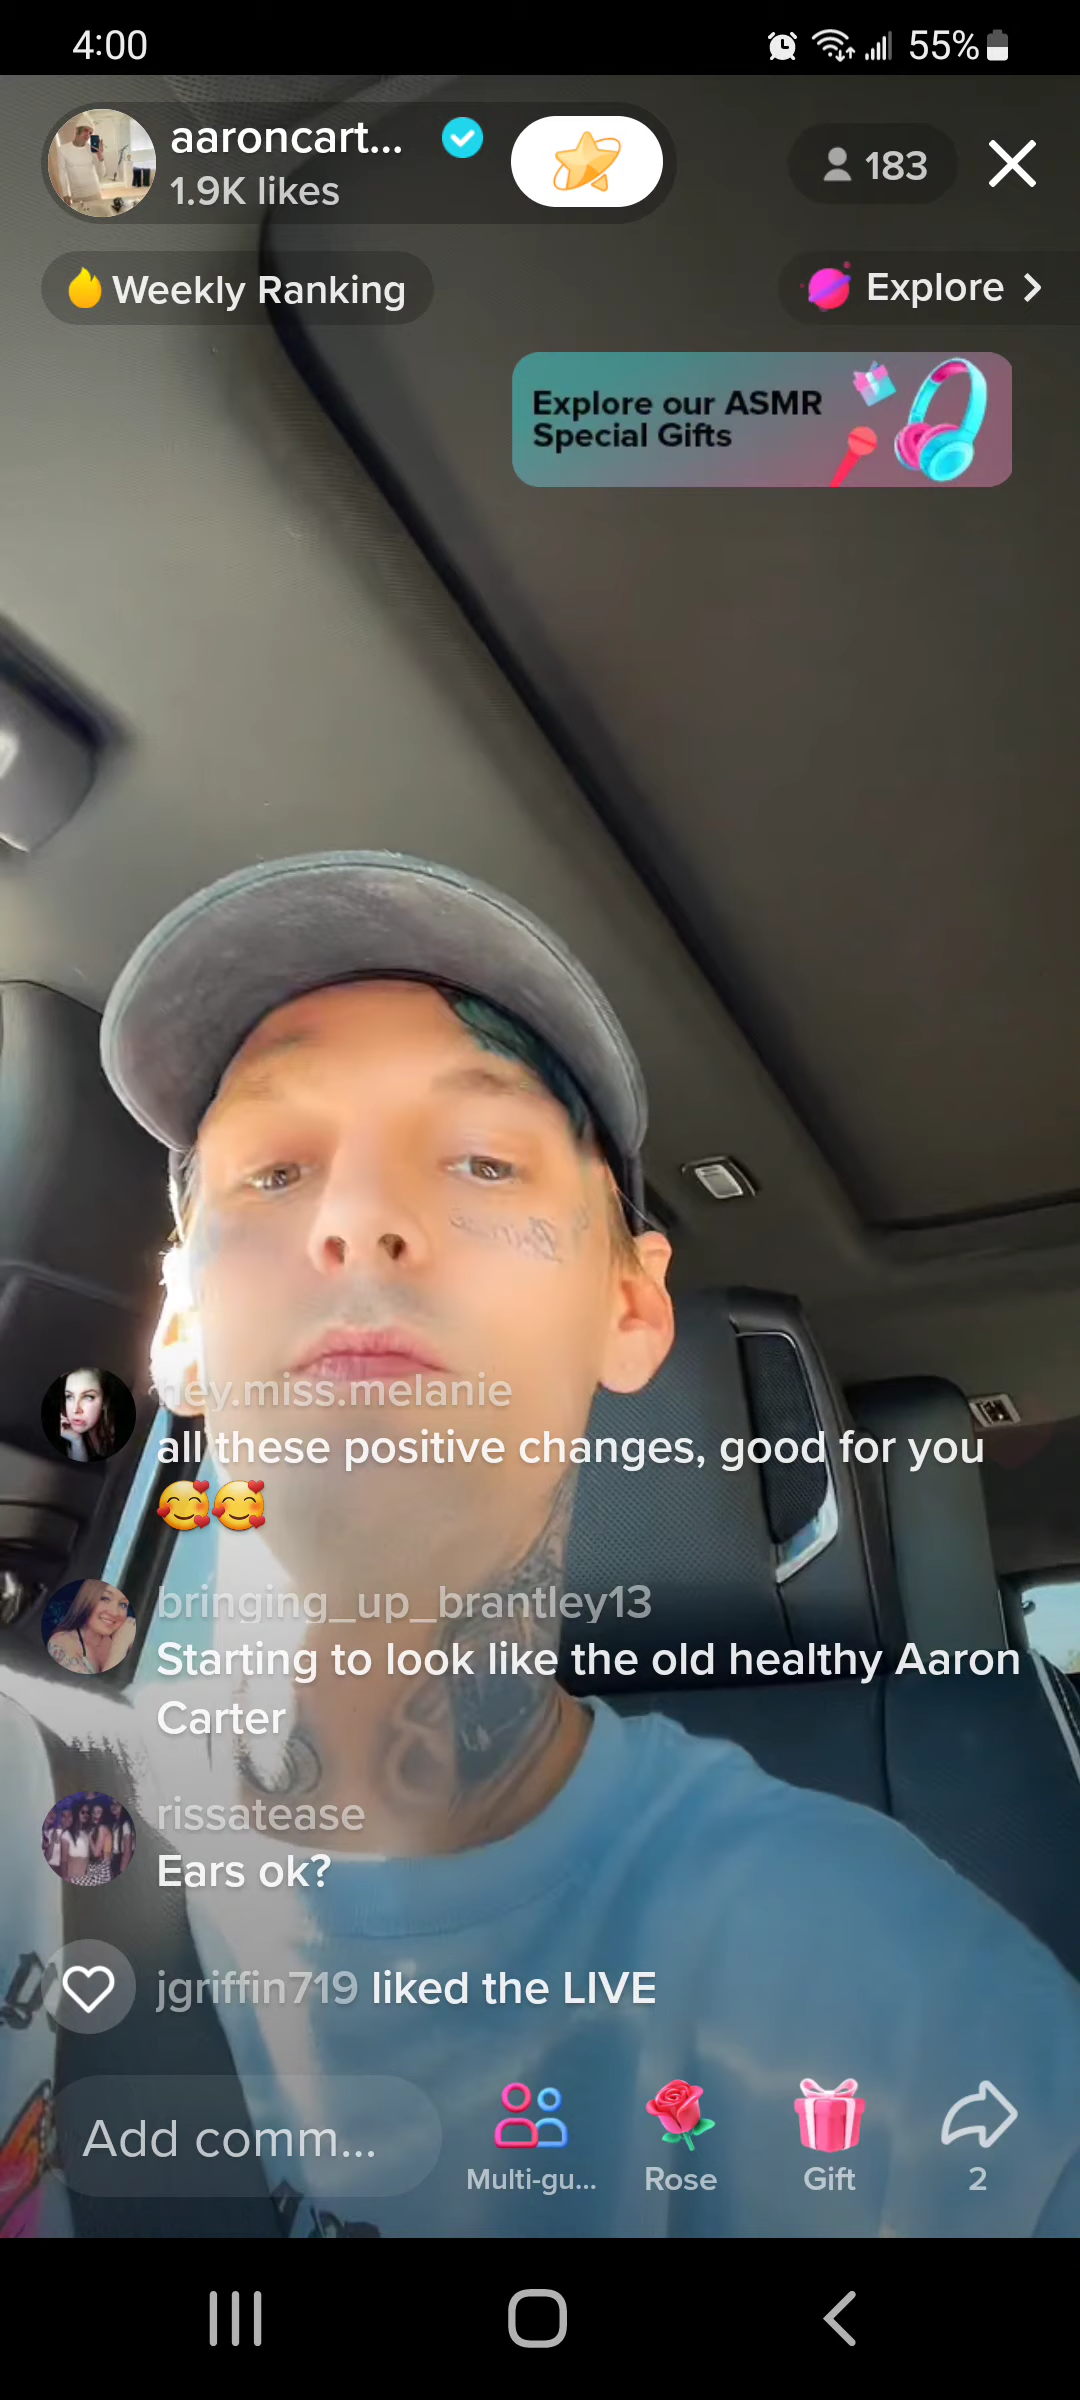 4:00
55%
aaroncart...
1.9K likes
183
Weekly Ranking
Explore
Explore our ASMR
Special Gifts
hey.miss.melanie
all these positive changes, good for you
🥰🥰
bringing_up_brantley13
Starting to look like the old healthy Aaron
Carter
rissatease
Ears ok?
jgriffin719 liked the LIVE
Add comm...
Multi-gu...
Rose
Gift
2